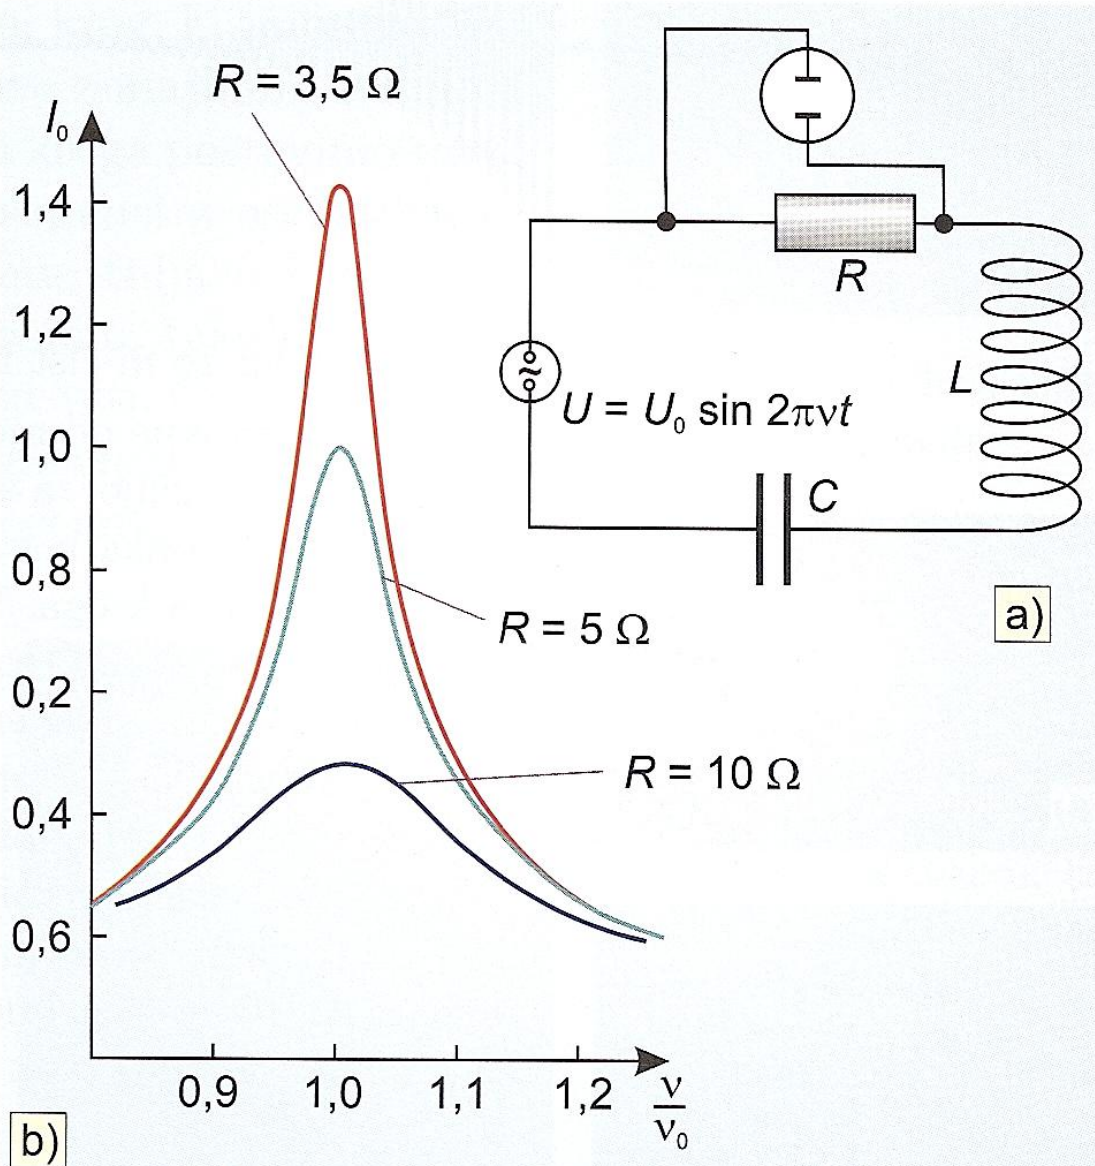 R = 3,5 Ω
I₀
1,4
1,2
1,0
0,8
0,2
0,4
0,6
0,9
1,0
1,1
1,2
ν
ν₀
R = 5 Ω
R = 10 Ω
b)
R
L
U = U₀ sin 2πνt
C
a)